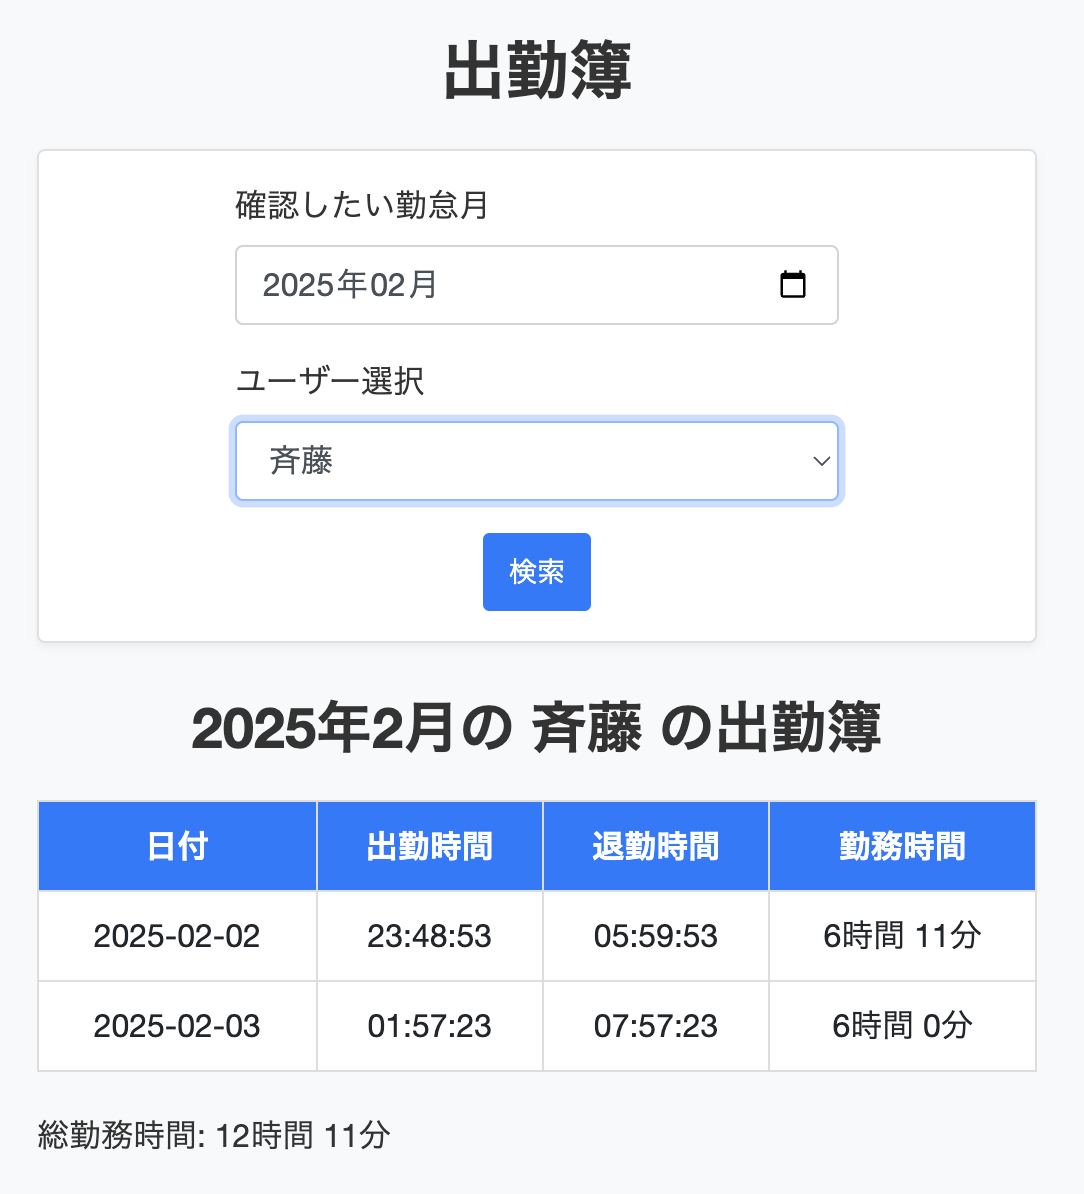 出勤簿
確認したい勤怠月
2025年02月
ユーザー選択
斉藤
検索
2025年2月の 斉藤 の出勤簿
日付 出勤時間 退勤時間 勤務時間
2025-02-02 23:48:53 05:59:53 6時間 11分
2025-02-03 01:57:23 07:57:23 6時間 0分
総勤務時間: 12時間 11分